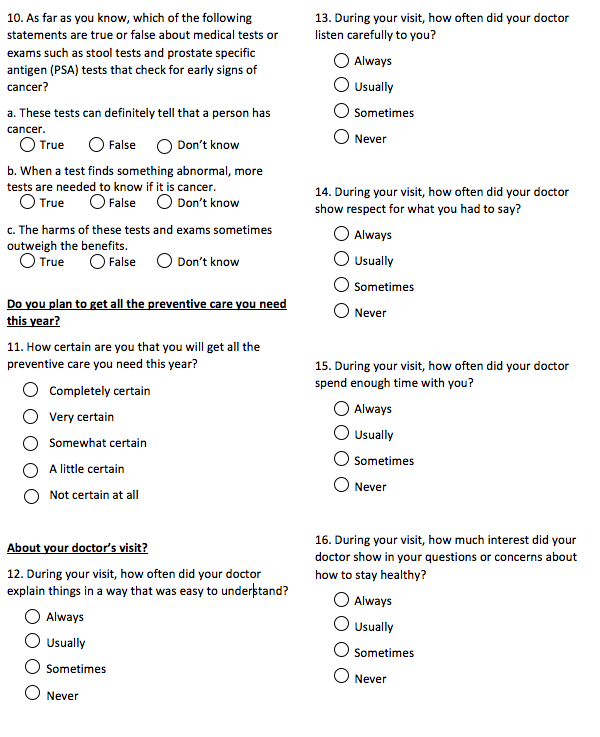 10. As far as you know, which of the following
statements are true or false about medical tests or
exams such as stool tests and prostate specific
antigen (PSA) tests that check for early signs of
cancer?
a. These tests can definitely tell that a person has
cancer.
True False Don't know
b. When a test finds something abnormal, more
tests are needed to know if it is cancer.
True False Don't know
c. The harms of these tests and exams sometimes
outweigh the benefits.
True False Don't know
Do you plan to get all the preventive care you need
this year?
11. How certain are you that you will get all the
preventive care you need this year?
Completely certain
Very certain
Somewhat certain
A little certain
Not certain at all
About your doctor's visit?
12. During your visit, how often did your doctor
explain things in a way that was easy to understand?
Always
Usually
Sometimes
Never
13. During your visit, how often did your doctor
listen carefully to you?
Always
Usually
Sometimes
Never
14. During your visit, how often did your doctor
show respect for what you had to say?
Always
Usually
Sometimes
Never
15. During your visit, how often did your doctor
spend enough time with you?
Always
Usually
Sometimes
Never
16. During your visit, how much interest did your
doctor show in your questions or concerns about
how to stay healthy?
Always
Usually
Sometimes
Never